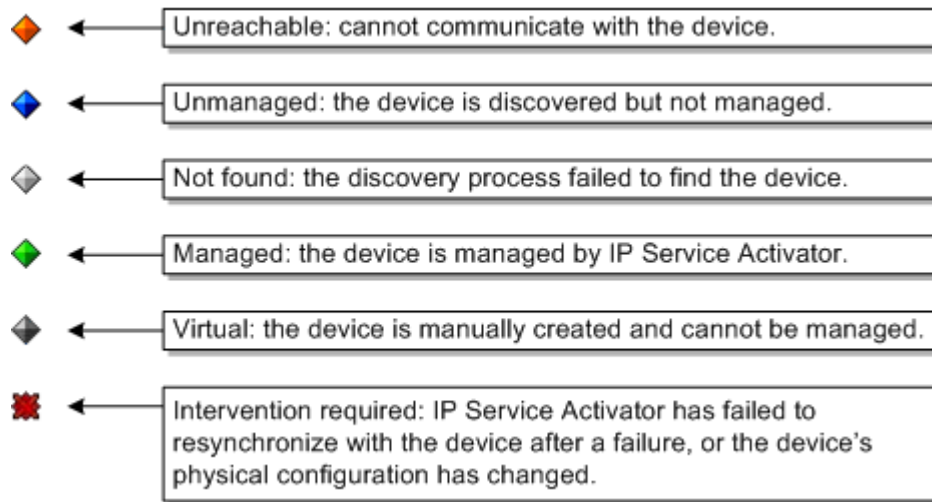 Unreachable: cannot communicate with the device.
Unmanaged: the device is discovered but not managed.
Not found: the discovery process failed to find the device.
Managed: the device is managed by IP Service Activator.
Virtual: the device is manually created and cannot be managed.
Intervention required: IP Service Activator has failed to
resynchronize with the device after a failure, or the device's
physical configuration has changed.